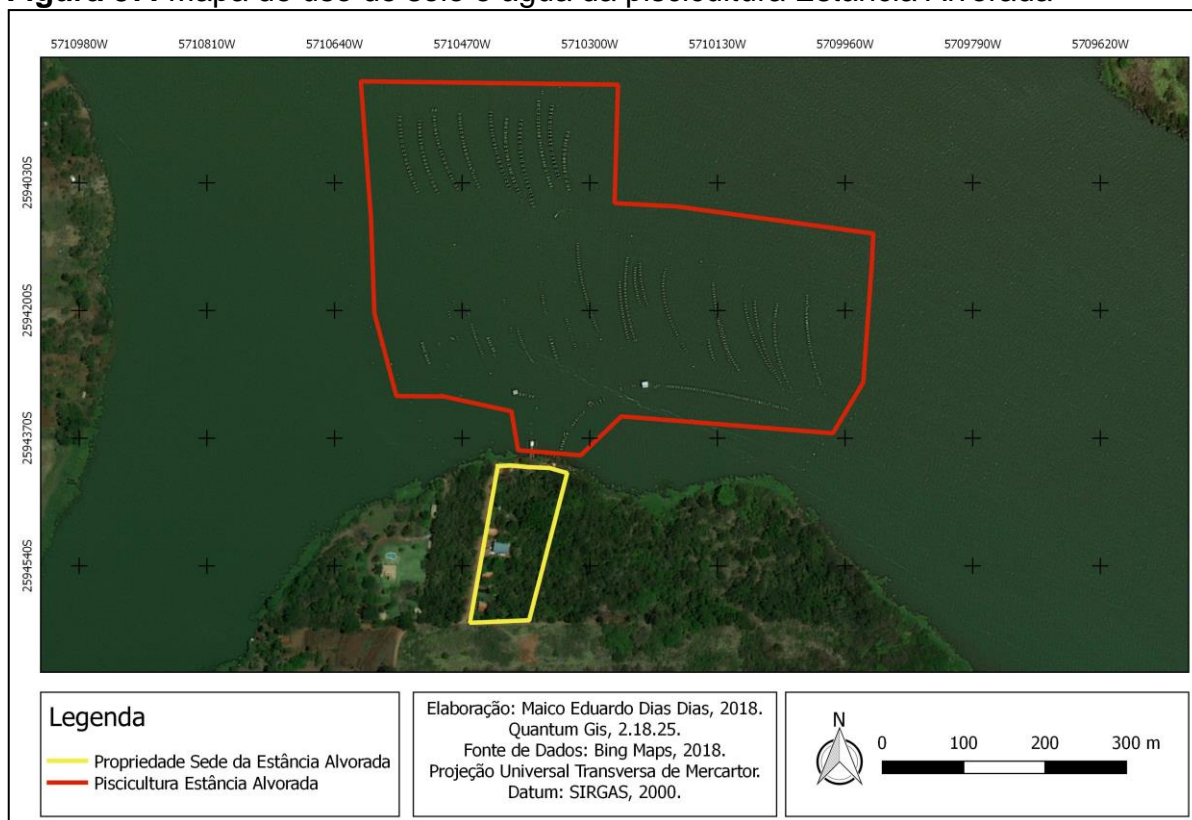 5710980W 5710810W 5710640W 5710470W 5710300W 5710130W 5709960W 5709790W 5709620W
2594030S
2594200S
2594370S
2594540S
Legenda
Propriedade Sede da Estância Alvorada
Piscicultura Estância Alvorada
Elaboração: Maico Eduardo Dias Dias, 2018.
Quantum Gis, 2.18.25.
Fonte de Dados: Bing Maps, 2018.
Projeção Universal Transversa de Mercartor.
Datum: SIRGAS, 2000.
N
0 100 200 300 m